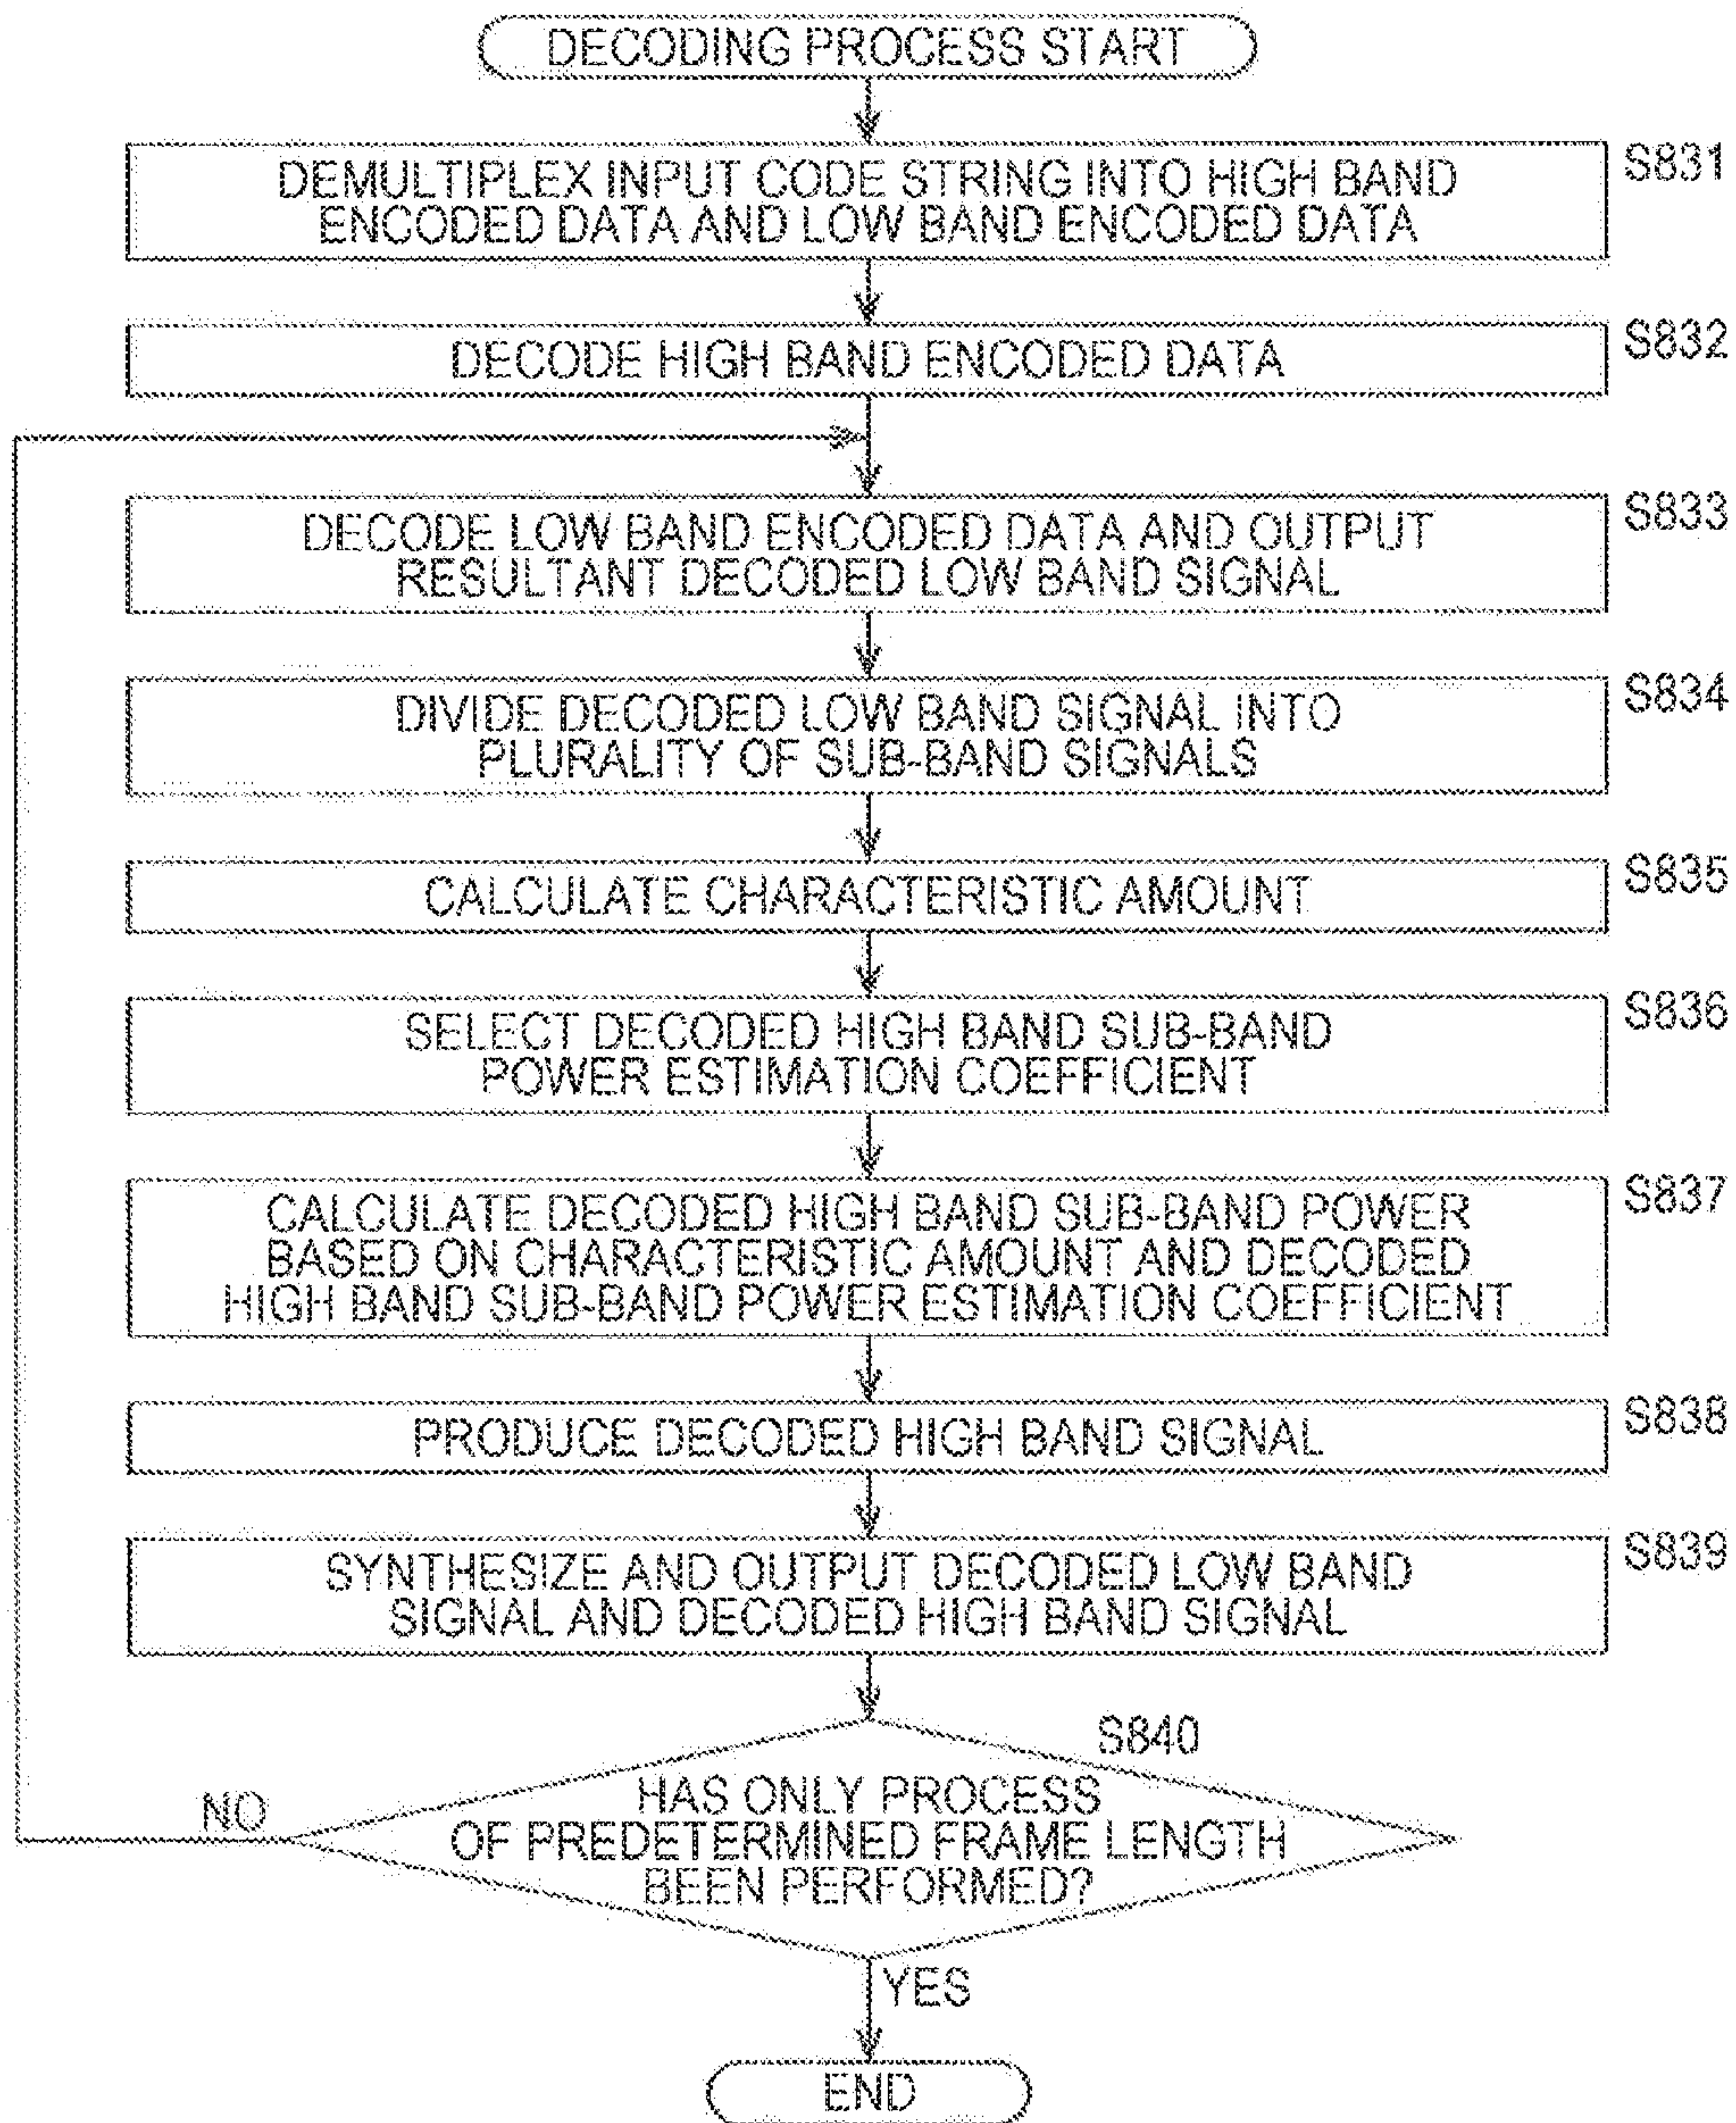 DECODING PROCESS START
DEMULTIPLEX INPUT CODE STRING INTO HIGH BAND
ENCODED DATA AND LOW BAND ENCODED DATA
S831
DECODE HIGH BAND ENCODED DATA
S832
DECODE LOW BAND ENCODED DATA AND OUTPUT
RESULTANT DECODED LOW BAND SIGNAL
S833
DIVIDE DECODED LOW BAND SIGNAL INTO
PLURALITY OF SUB-BAND SIGNALS
S834
CALCULATE CHARACTERISTIC AMOUNT
S835
SELECT DECODED HIGH BAND SUB-BAND
POWER ESTIMATION COEFFICIENT
S836
CALCULATE DECODED HIGH BAND SUB-BAND POWER
BASED ON CHARACTERISTIC AMOUNT AND DECODED
HIGH BAND SUB-BAND POWER ESTIMATION COEFFICIENT
S837
PRODUCE DECODED HIGH BAND SIGNAL
S838
SYNTHESIZE AND OUTPUT DECODED LOW BAND
SIGNAL AND DECODED HIGH BAND SIGNAL
S839
S840
HAS ONLY PROCESS
OF PREDETERMINED FRAME LENGTH
BEEN PERFORMED?
NO
YES
END